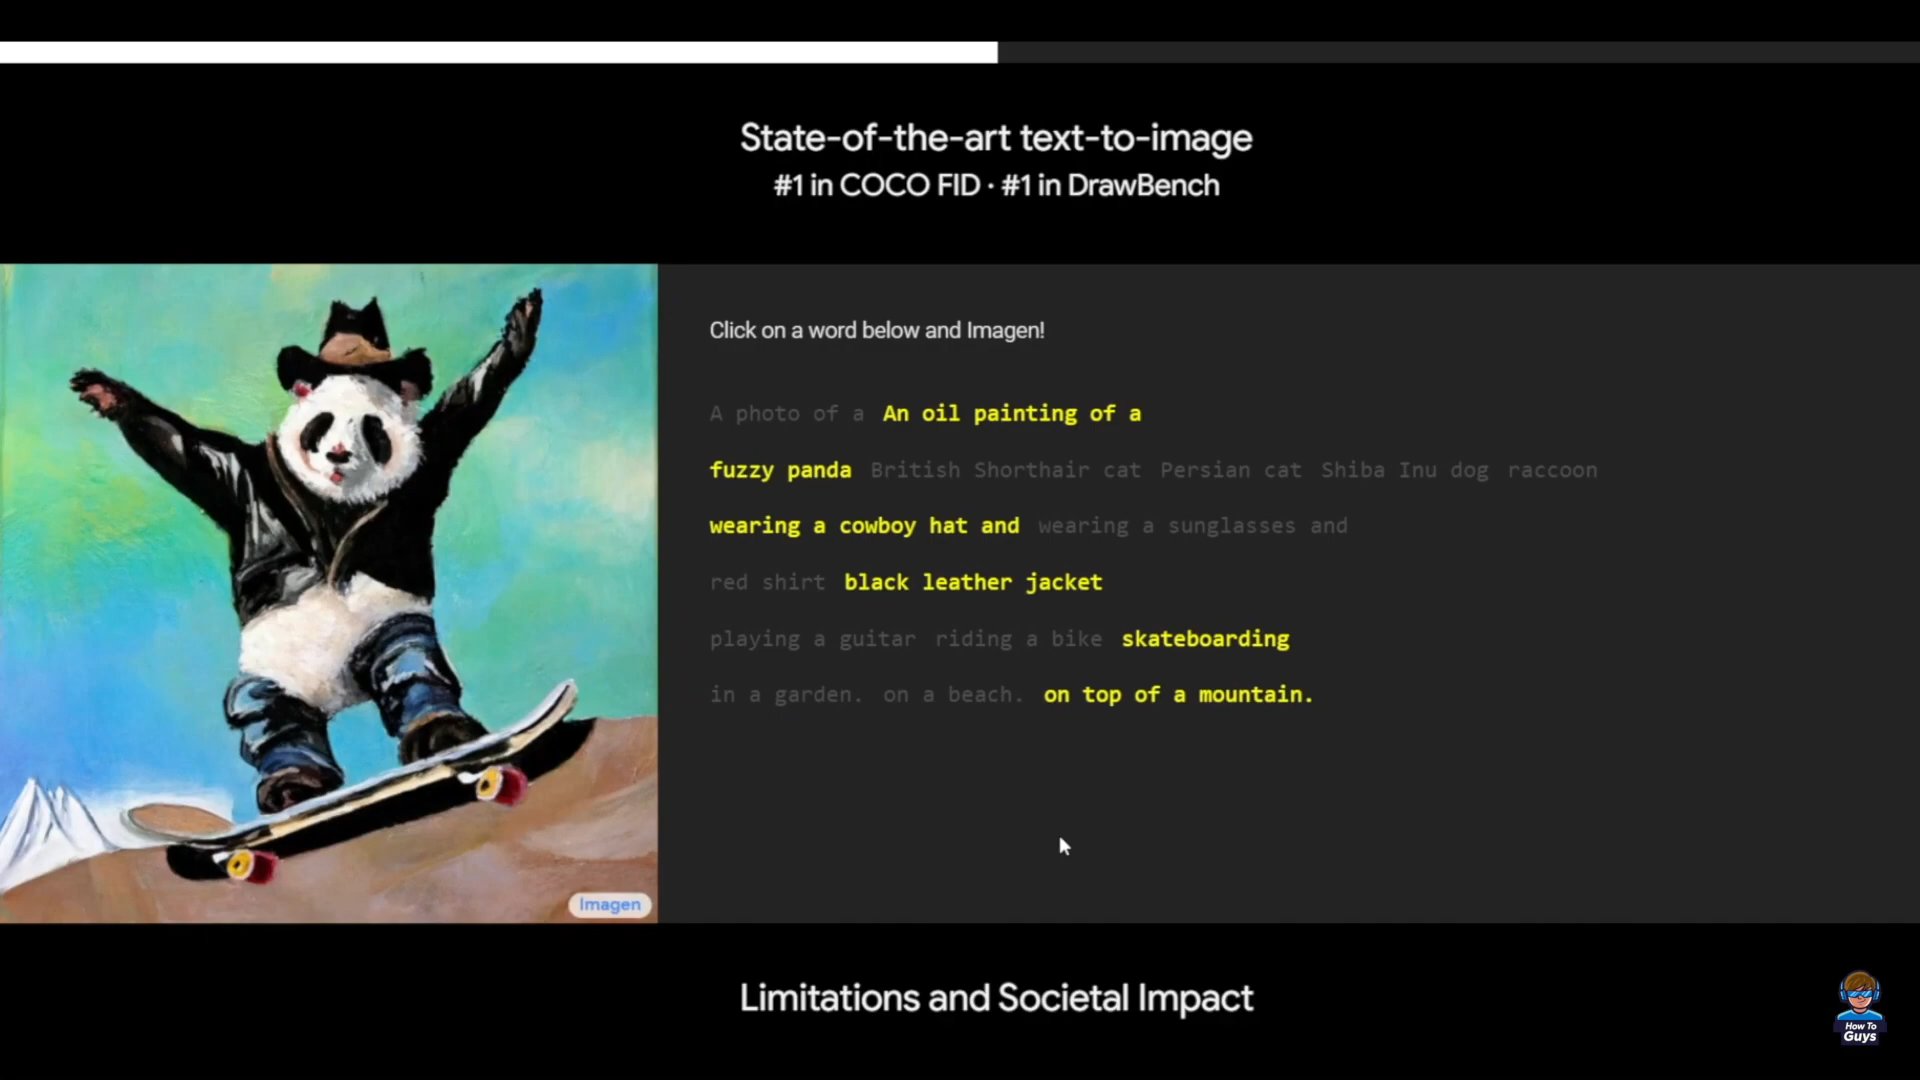 State-of-the-art text-to-image
#1 in COCO FID · #1 in DrawBench
Click on a word below and Imagen!
A photo of a An oil painting of a
fuzzy panda British Shorthair cat Persian cat Shiba Inu dog raccoon
wearing a cowboy hat and wearing a sunglasses and
red shirt black leather jacket
playing a guitar riding a bike skateboarding
in a garden. on a beach. on top of a mountain.
Imagen
Limitations and Societal Impact
How To
Guys